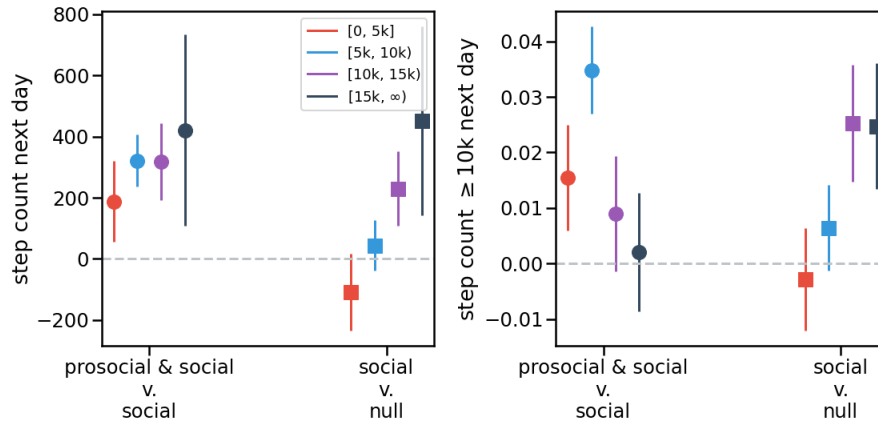 step count next day
800
600
400
200
0
−200
[0, 5k]
[5k, 10k)
[10k, 15k)
[15k, ∞)
prosocial & social
v.
social
social
v.
null
step count ≥ 10k next day
0.04
0.03
0.02
0.01
0.00
−0.01
prosocial & social
v.
social
social
v.
null